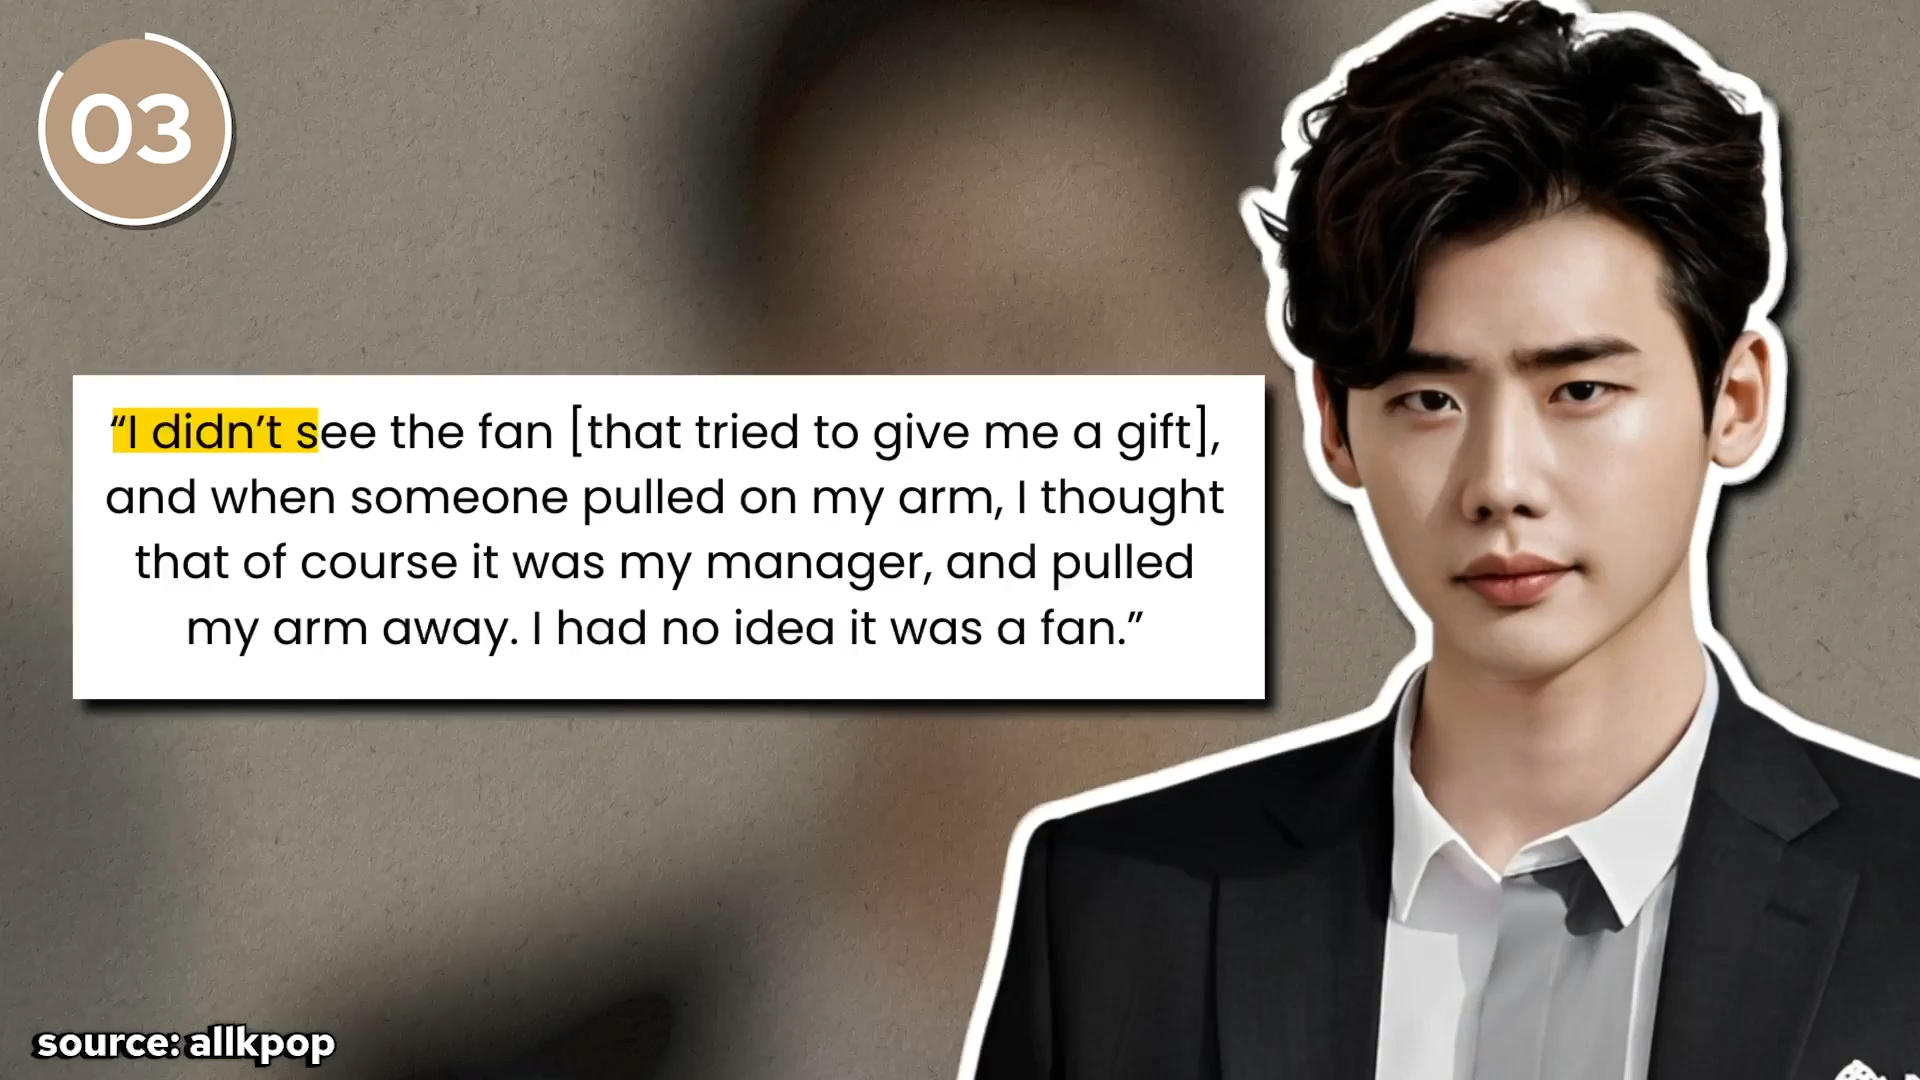 03
“I didn’t see the fan [that tried to give me a gift],
and when someone pulled on my arm, I thought
that of course it was my manager, and pulled
my arm away. I had no idea it was a fan.”
source: allkpop